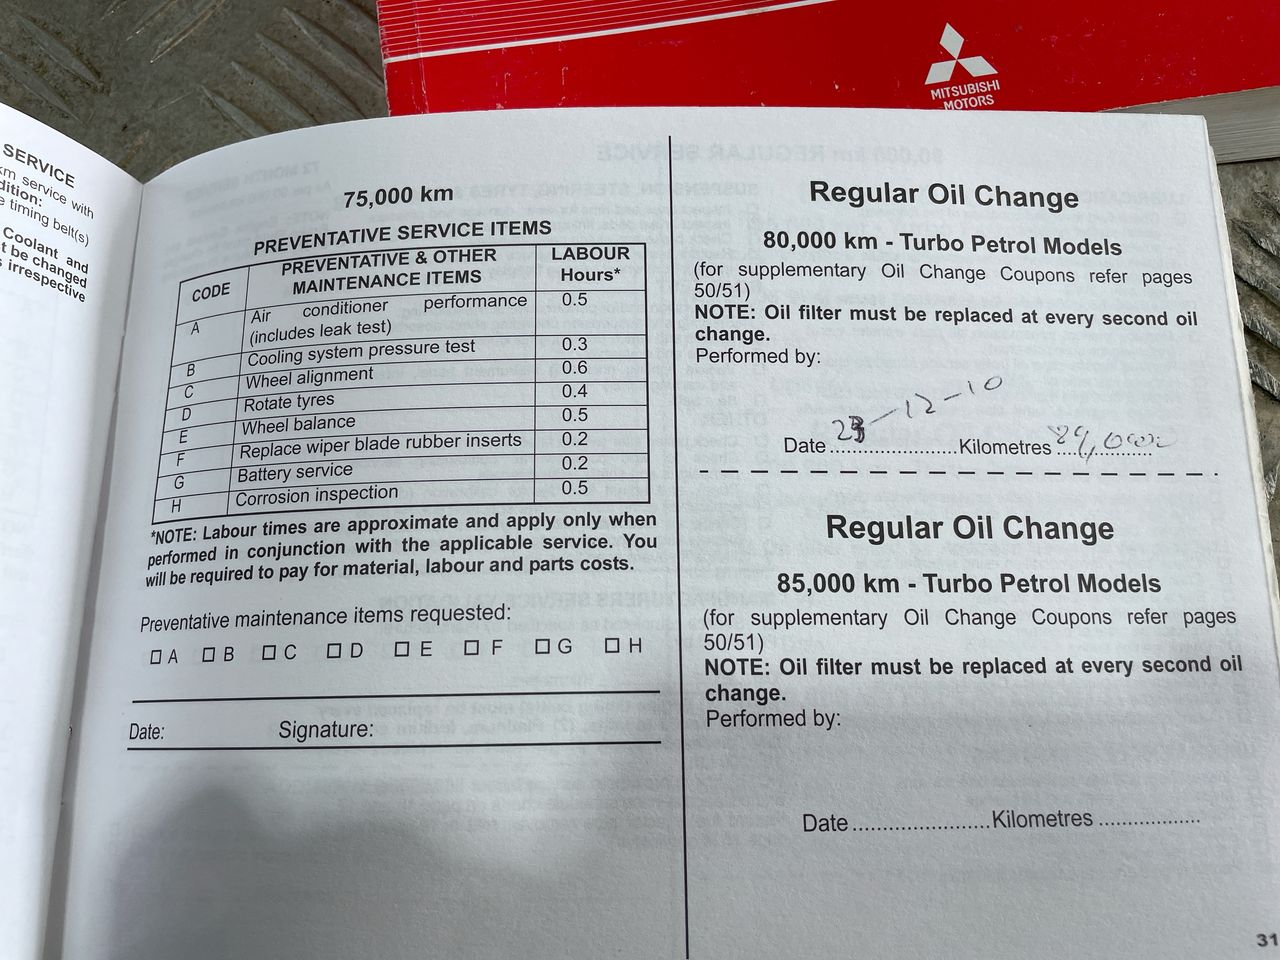 MITSUBISHI
MOTORS
SERVICE
km service with
dition:
e timing belt(s)
Coolant and
t be changed
s irrespective
75,000 km
PREVENTATIVE SERVICE ITEMS
CODE PREVENTATIVE & OTHER MAINTENANCE ITEMS LABOUR Hours*
A Air conditioner performance (includes leak test) 0.5
B Cooling system pressure test 0.3
C Wheel alignment 0.6
D Rotate tyres 0.4
E Wheel balance 0.5
F Replace wiper blade rubber inserts 0.2
G Battery service 0.2
H Corrosion inspection 0.5
*NOTE: Labour times are approximate and apply only when
performed in conjunction with the applicable service. You
will be required to pay for material, labour and parts costs.
Preventative maintenance items requested:
A B C D E F G H
Date: Signature:
Regular Oil Change
80,000 km - Turbo Petrol Models
(for supplementary Oil Change Coupons refer pages
50/51)
NOTE: Oil filter must be replaced at every second oil
change.
Performed by:
Date 23-12-10 Kilometres
Regular Oil Change
85,000 km - Turbo Petrol Models
(for supplementary Oil Change Coupons refer pages
50/51)
NOTE: Oil filter must be replaced at every second oil
change.
Performed by:
Date ....................... Kilometres .................
31